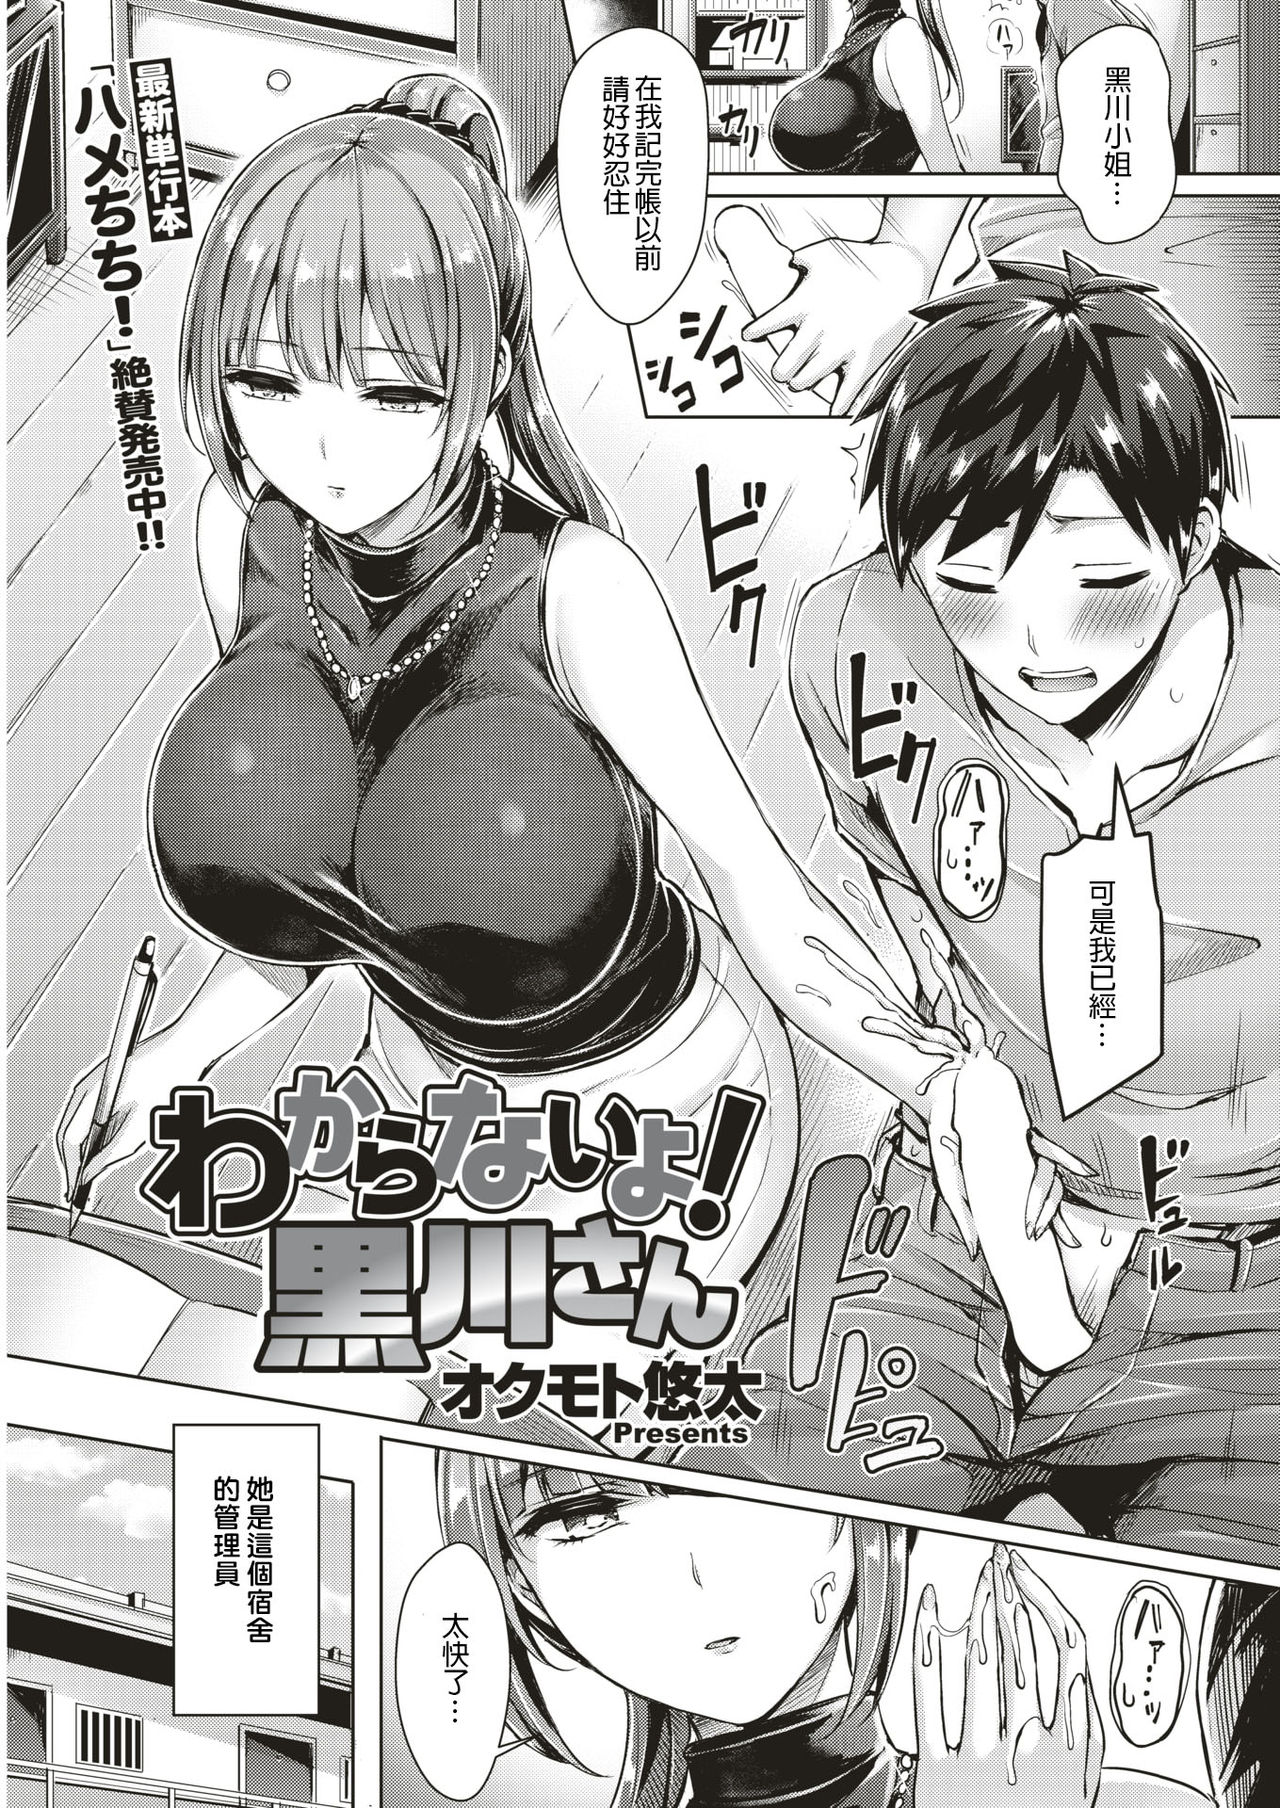 黑川小姐…
ハァ
カリ
カリ
在我記完帳以前
請好好忍住
シコ
シコ
最新単行本
「ハメちち！」絶賛発売中!!
ビク
ビク
ハァ…ッ
可是我已經…
ドピュ
ドピュ
わからないよ！
黒川さん
オクモト悠太
Presents
ハァ…ッ
太快了…
她是這個宿舍
的管理員